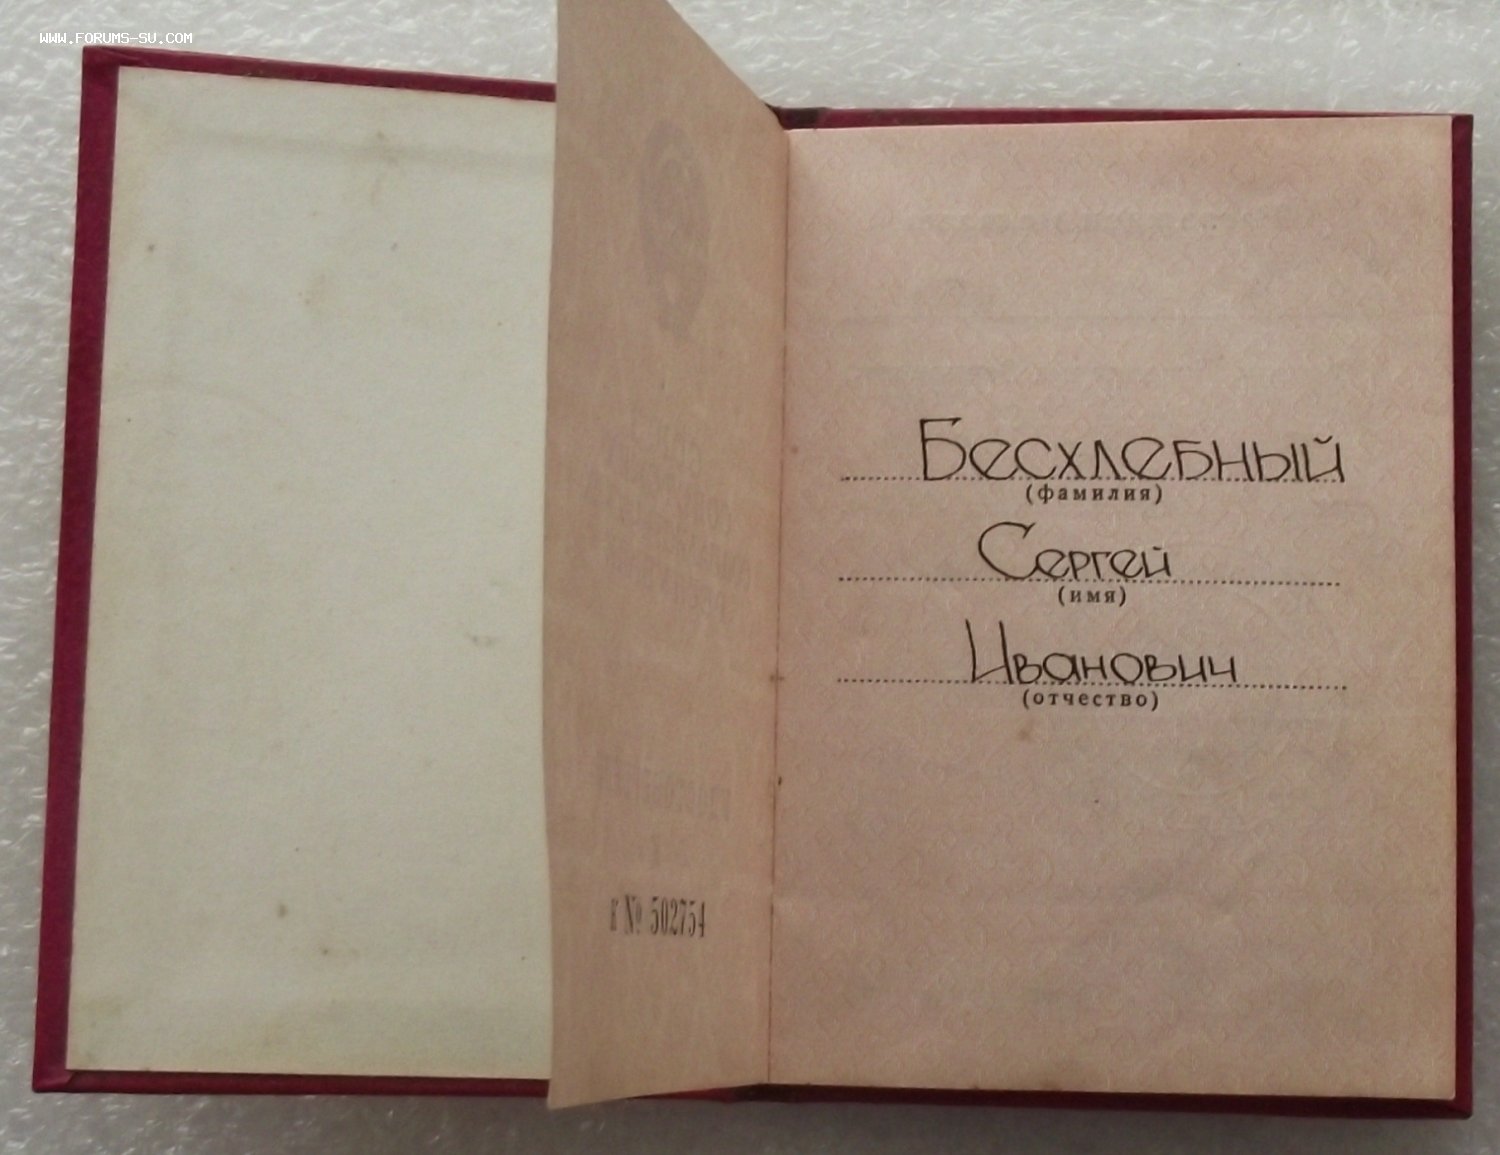 WWW.FORUMS-SU.COM
К № 502754
Бесхлебный
(фамилия)
Сергей
(имя)
Иванович
(отчество)